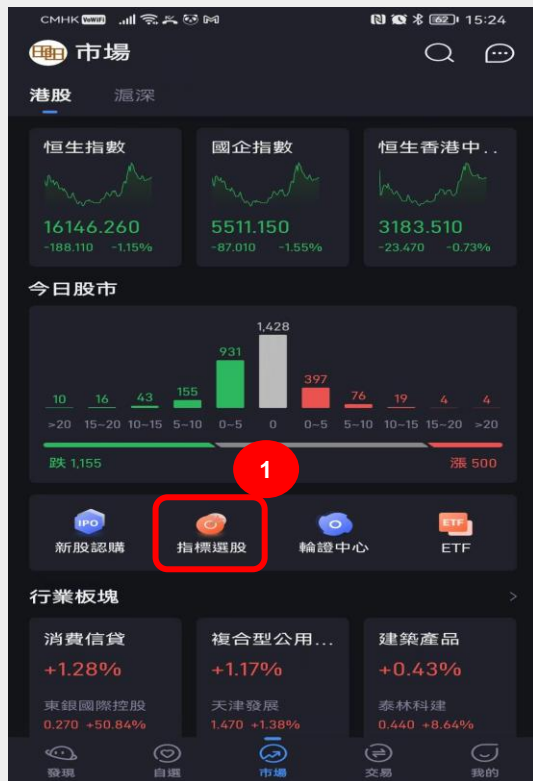 CMHK VoWiFi 62 15:24
市場
港股 滬深
恒生指數 國企指數 恒生香港中..
16146.260 5511.150 3183.510
-188.110 -1.15% -87.010 -1.55% -23.470 -0.73%
今日股市
1,428
931
397
155
76
43
19
16
10
4 4
>20 15~20 10~15 5~10 0~5 0 0~5 5~10 10~15 15~20 >20
跌 1,155 漲 500
1
IPO ETF
新股認購 指標選股 輪證中心 ETF
行業板塊 >
消費信貸 複合型公用... 建築產品
+1.28% +1.17% +0.43%
東銀國際控股 天津發展 泰林科建
0.270 +50.84% 1.470 +1.38% 0.440 +8.64%
發現 自選 市場 交易 我的